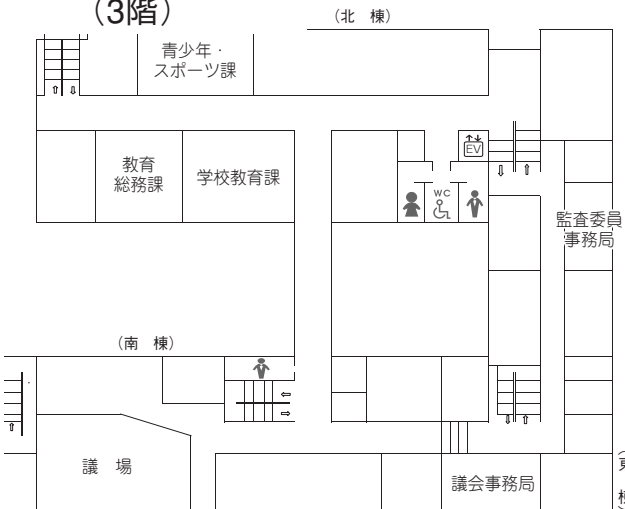 (3階)
(北 棟)
青少年・
スポーツ課
EV
教育
総務課
学校教育課
WC
監査委員
事務局
(南 棟)
議 場
議会事務局
(東 棟)